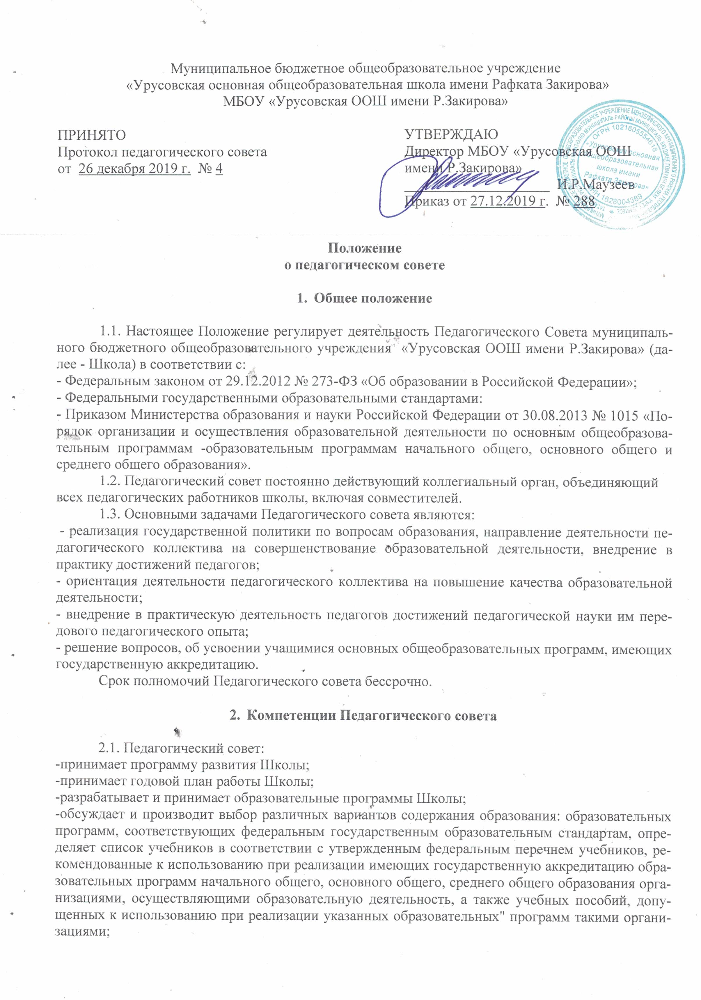 Муниципальное бюджетное общеобразовательное учреждение
«Урусовская основная общеобразовательная школа имени Рафката Закирова»
МБОУ «Урусовская ООШ имени Р.Закирова»
ПРИНЯТО
Протокол педагогического совета
от 26 декабря 2019 г. № 4
УТВЕРЖДАЮ
Директор МБОУ «Урусовская ООШ
имени Р.Закирова»
И.Р.Маузеев
Приказ от 27.12.2019 г. № 288
ОГРН 1021605554618
«Урусовская основная
общеобразовательная
школа имени
Рафката Закирова»
ИНН 1628004369
Положение
о педагогическом совете
1. Общее положение
1.1. Настоящее Положение регулирует деятельность Педагогического Совета муниципаль-
ного бюджетного общеобразовательного учреждения «Урусовская ООШ имени Р.Закирова» (да-
лее - Школа) в соответствии с:
- Федеральным законом от 29.12.2012 № 273-ФЗ «Об образовании в Российской Федерации»;
- Федеральными государственными образовательными стандартами:
- Приказом Министерства образования и науки Российской Федерации от 30.08.2013 № 1015 «По-
рядок организации и осуществления образовательной деятельности по основным общеобразова-
тельным программам -образовательным программам начального общего, основного общего и
среднего общего образования».
1.2. Педагогический совет постоянно действующий коллегиальный орган, объединяющий
всех педагогических работников школы, включая совместителей.
1.3. Основными задачами Педагогического совета являются:
- реализация государственной политики по вопросам образования, направление деятельности пе-
дагогического коллектива на совершенствование образовательной деятельности, внедрение в
практику достижений педагогов;
- ориентация деятельности педагогического коллектива на повышение качества образовательной
деятельности;
- внедрение в практическую деятельность педагогов достижений педагогической науки им пере-
дового педагогического опыта;
- решение вопросов, об усвоении учащимися основных общеобразовательных программ, имеющих
государственную аккредитацию.
Срок полномочий Педагогического совета бессрочно.
2. Компетенции Педагогического совета
2.1. Педагогический совет:
-принимает программу развития Школы;
-принимает годовой план работы Школы;
-разрабатывает и принимает образовательные программы Школы;
-обсуждает и производит выбор различных вариантов содержания образования: образовательных
программ, соответствующих федеральным государственным образовательным стандартам, опре-
деляет список учебников в соответствии с утвержденным федеральным перечнем учебников, ре-
комендованные к использованию при реализации имеющих государственную аккредитацию обра-
зовательных программ начального общего, основного общего, среднего общего образования орга-
низациями, осуществляющими образовательную деятельность, а также учебных пособий, допу-
щенных к использованию при реализации указанных образовательных" программ такими органи-
зациями;